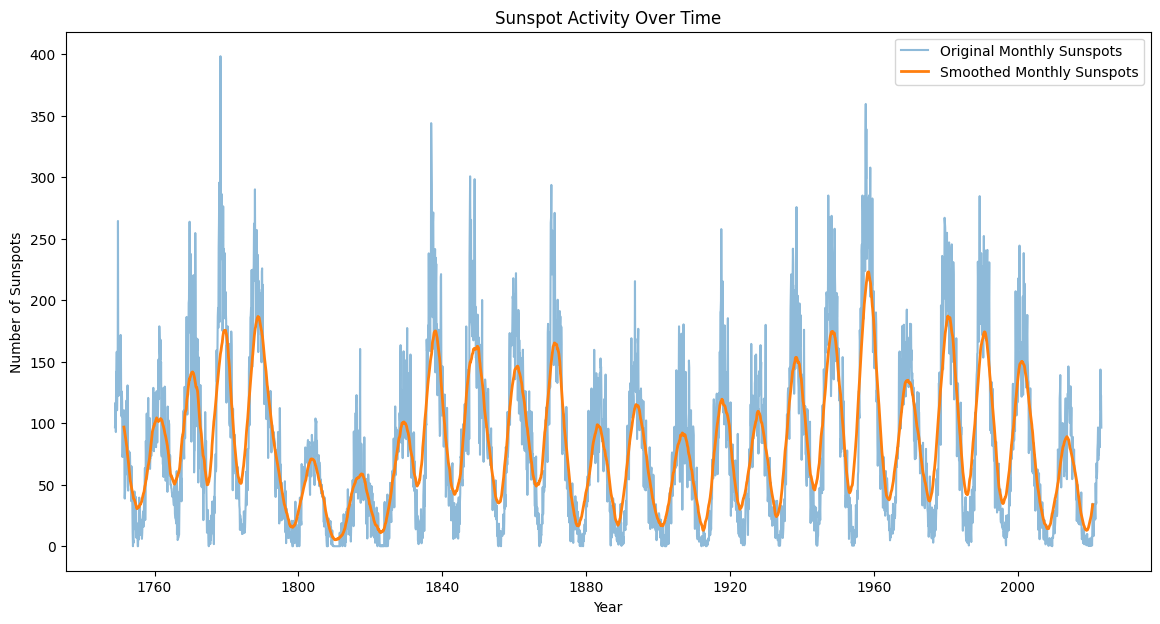 Sunspot Activity Over Time
Original Monthly Sunspots
Smoothed Monthly Sunspots
Number of Sunspots
400
350
300
250
200
150
100
50
0
1760 1800 1840 1880 1920 1960 2000
Year